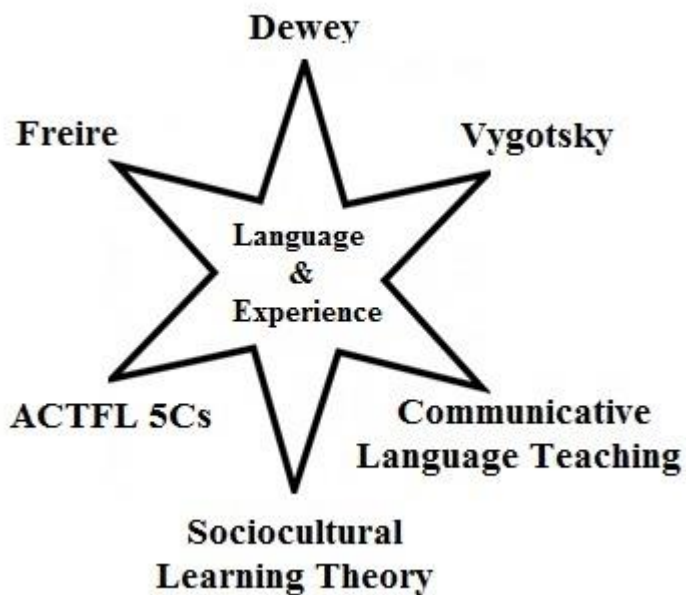 Dewey
Freire
Vygotsky
Language
&
Experience
ACTFL 5Cs
Communicative
Language Teaching
Sociocultural
Learning Theory